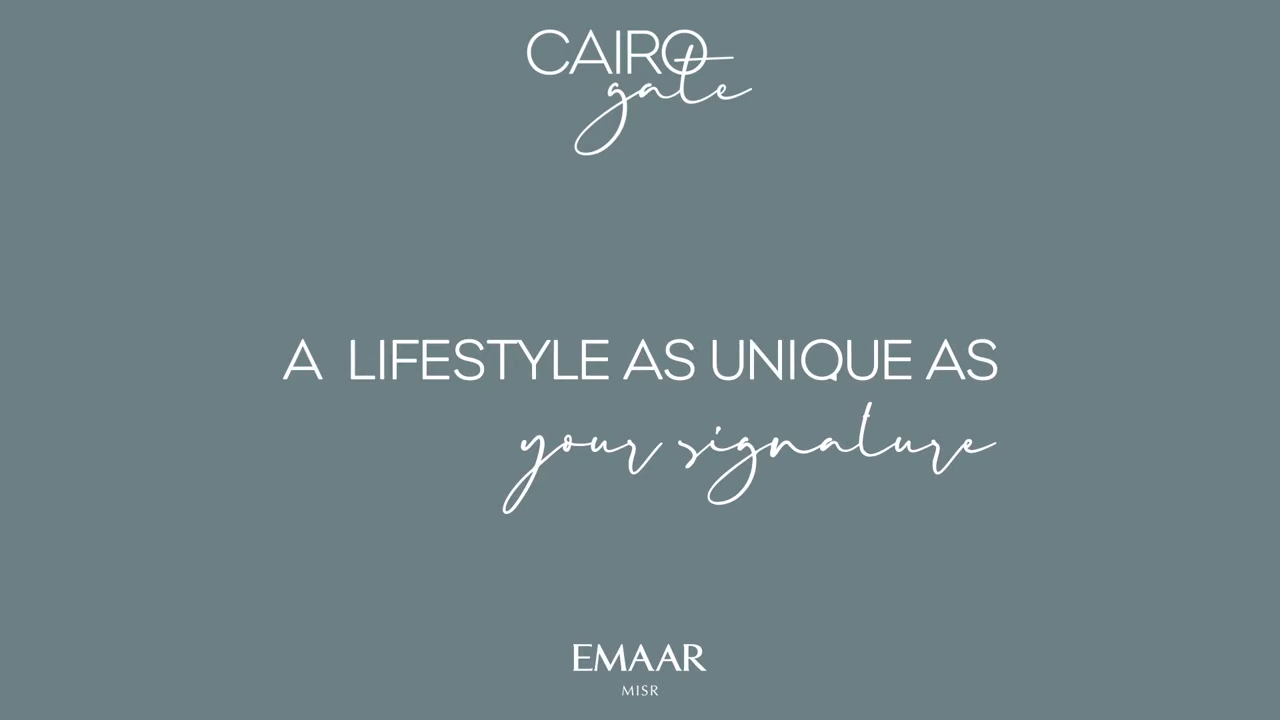 CAIRO
gate
A LIFESTYLE AS UNIQUE AS
your signature
EMAAR
MISR